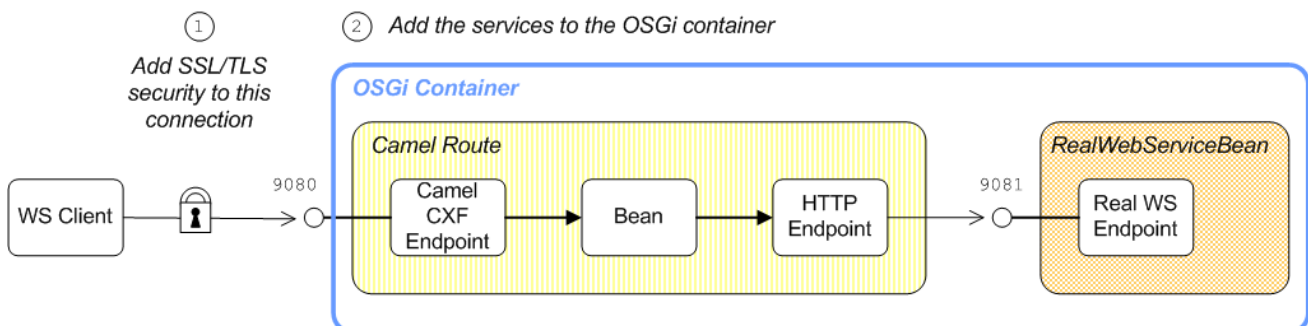 1
2 Add the services to the OSGi container
Add SSL/TLS
security to this
connection
OSGi Container
Camel Route
RealWebServiceBean
9080
9081
WS Client
Camel
CXF
Endpoint
Bean
HTTP
Endpoint
Real WS
Endpoint